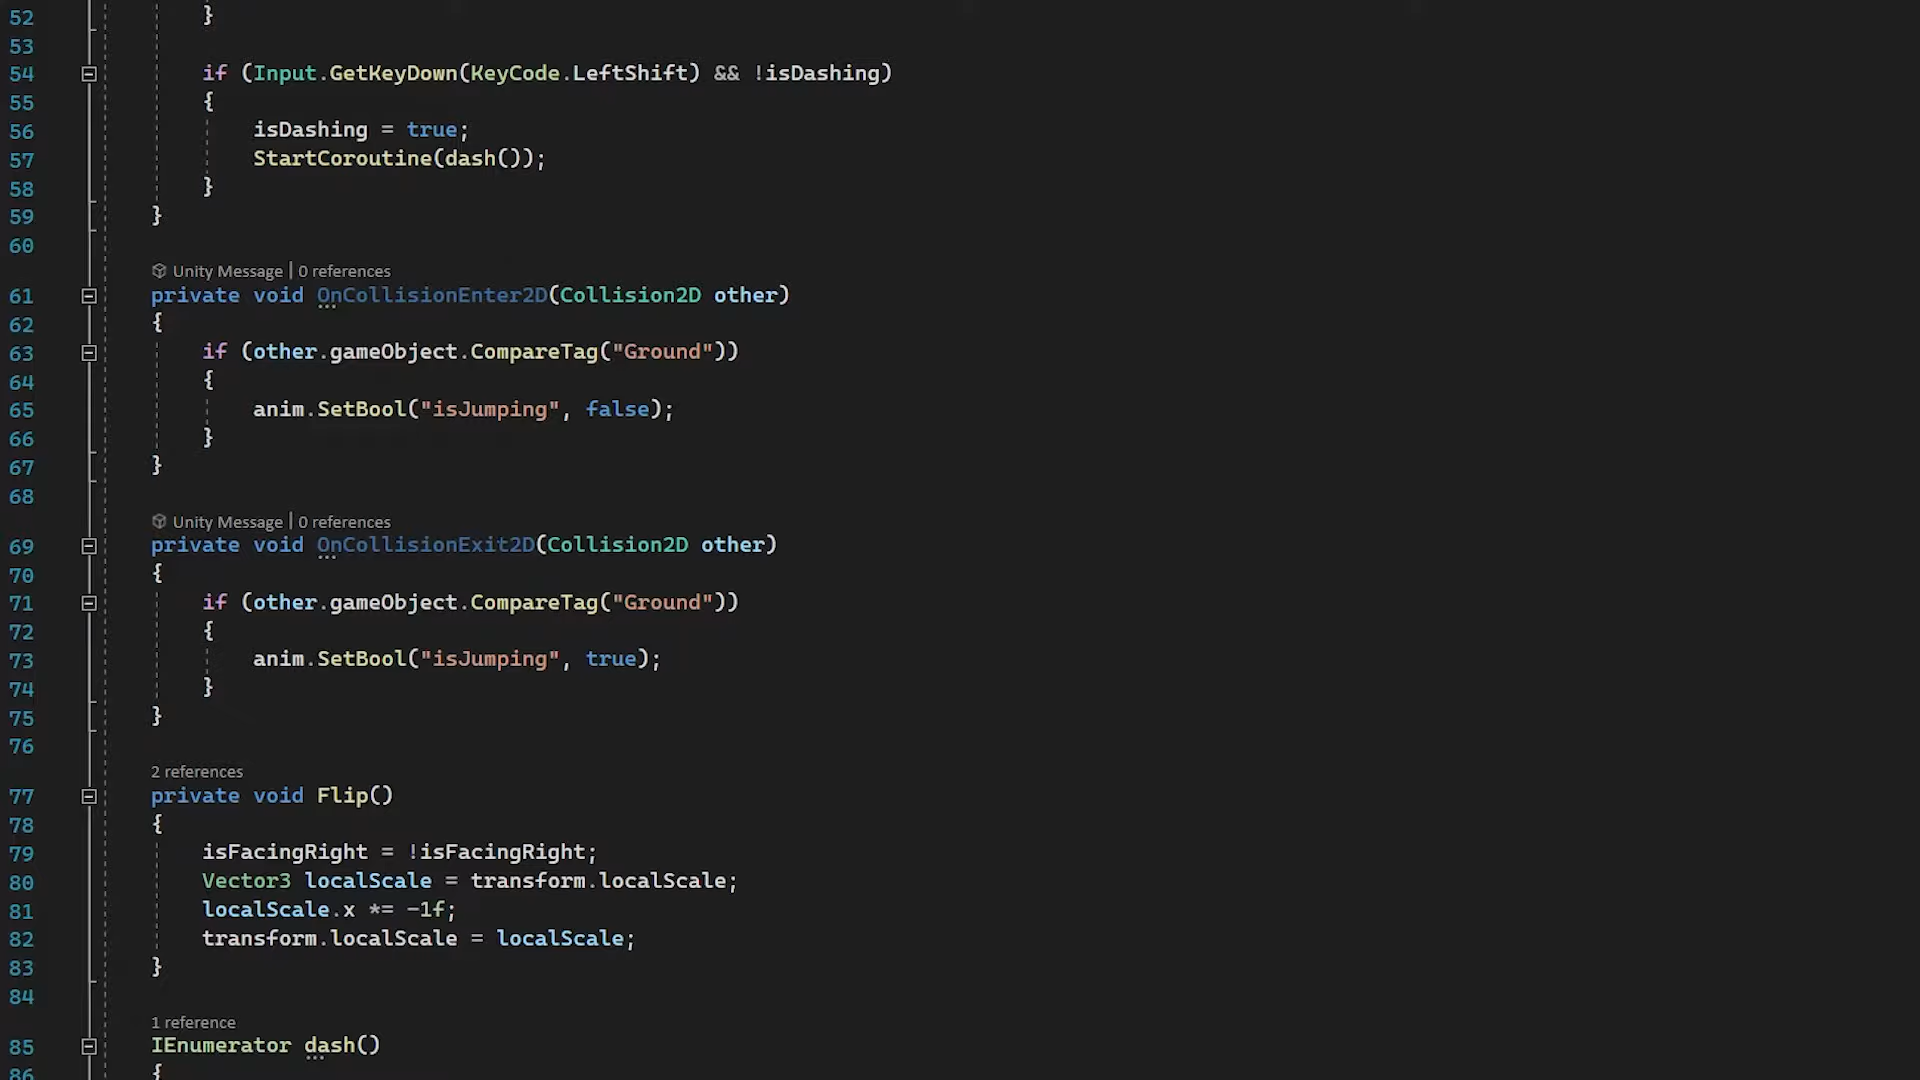 52 }
53
54 if (Input.GetKeyDown(KeyCode.LeftShift) && !isDashing)
55 {
56 isDashing = true;
57 StartCoroutine(dash());
58 }
59 }
60
Unity Message | 0 references
61 private void OnCollisionEnter2D(Collision2D other)
62 {
63 if (other.gameObject.CompareTag("Ground"))
64 {
65 anim.SetBool("isJumping", false);
66 }
67 }
68
Unity Message | 0 references
69 private void OnCollisionExit2D(Collision2D other)
70 {
71 if (other.gameObject.CompareTag("Ground"))
72 {
73 anim.SetBool("isJumping", true);
74 }
75 }
76
2 references
77 private void Flip()
78 {
79 isFacingRight = !isFacingRight;
80 Vector3 localScale = transform.localScale;
81 localScale.x *= -1f;
82 transform.localScale = localScale;
83 }
84
1 reference
85 IEnumerator dash()
86 {